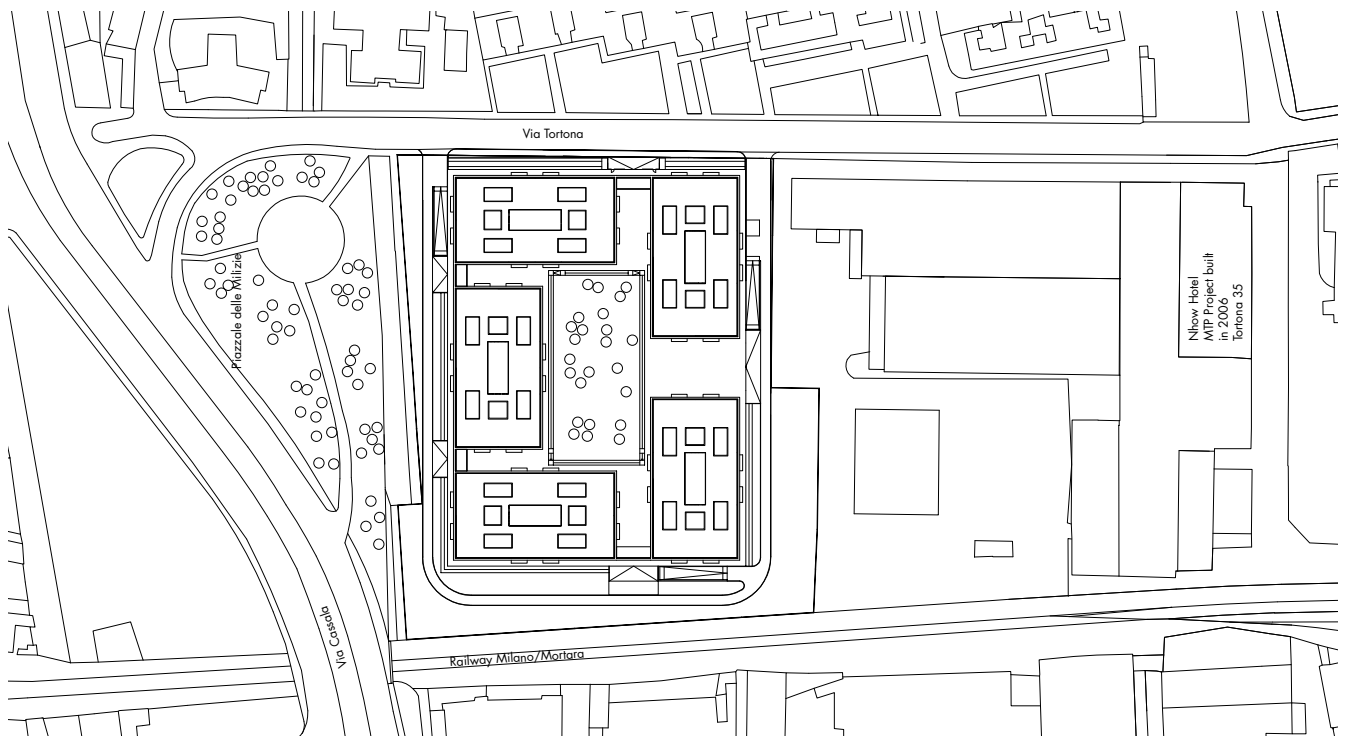 Via Tortona
Piazzale delle Milizie
Nhow Hotel
MTP Project built
in 2006
Tortona 35
Via Cassala
Railway Milano/Mortara